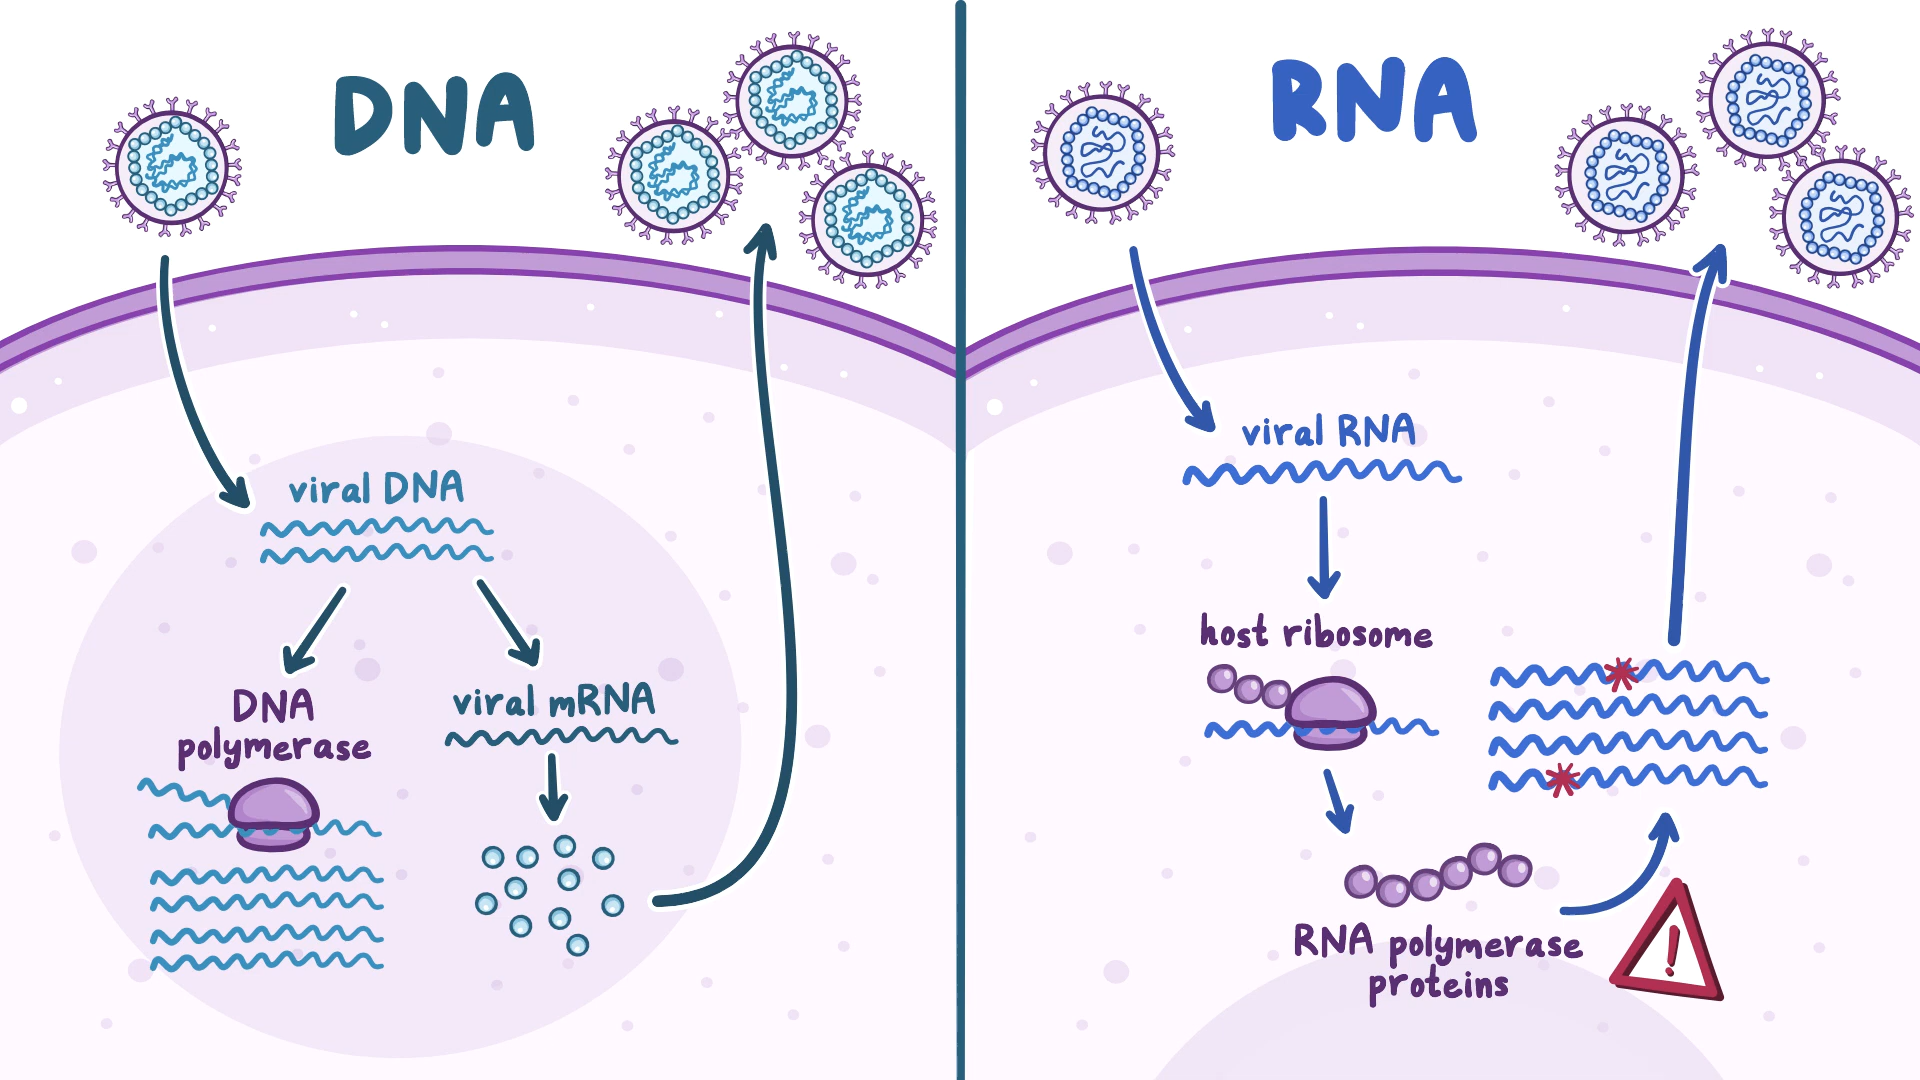 DNA
viral DNA
DNA
polymerase
viral mRNA
RNA
viral RNA
host ribosome
RNA polymerase
proteins
!